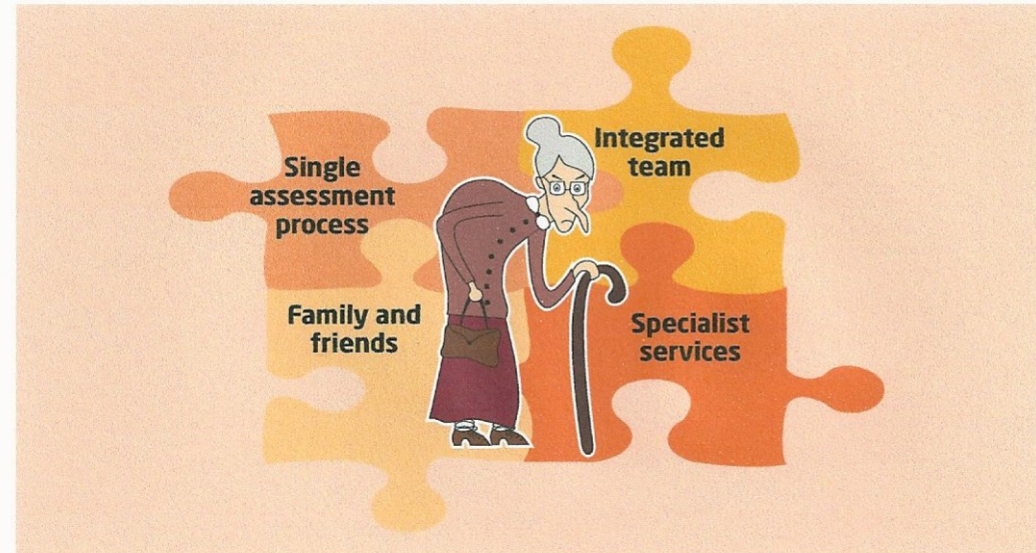 Single
assessment
process
Integrated
team
Family and
friends
Specialist
services